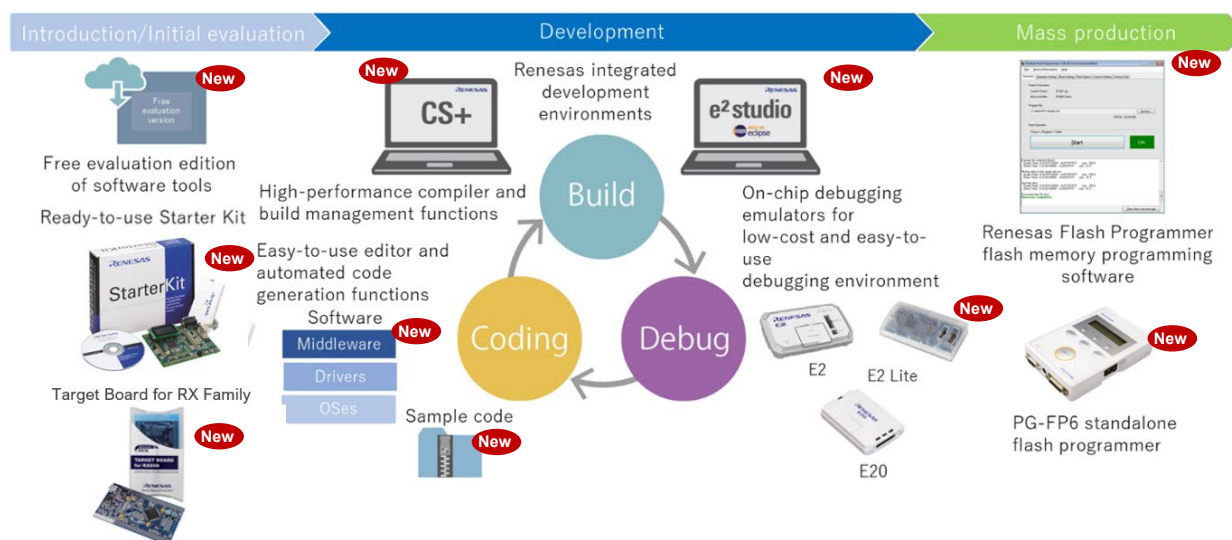 Introduction/Initial evaluation
Development
Mass production
New
Free
evaluation
version
Free evaluation edition
of software tools
Ready-to-use Starter Kit
New
RENESAS
StarterKit
Target Board for RX Family
New
TARGET BOARD
RENESAS
New
RENESAS
CS+
Renesas integrated
development
environments
New
RENESAS
e² studio
eclipse
High-performance compiler and
build management functions
Easy-to-use editor and
automated code
generation functions
Software
New
Middleware
Drivers
OSes
Sample code
New
Build
Coding
Debug
On-chip debugging
emulators for
low-cost and easy-to-
use
debugging environment
RENESAS
E2
New
E2
E2 Lite
RENESAS
E20
New
Start
Renesas Flash Programmer
flash memory programming
software
New
PG-FP6 standalone
flash programmer